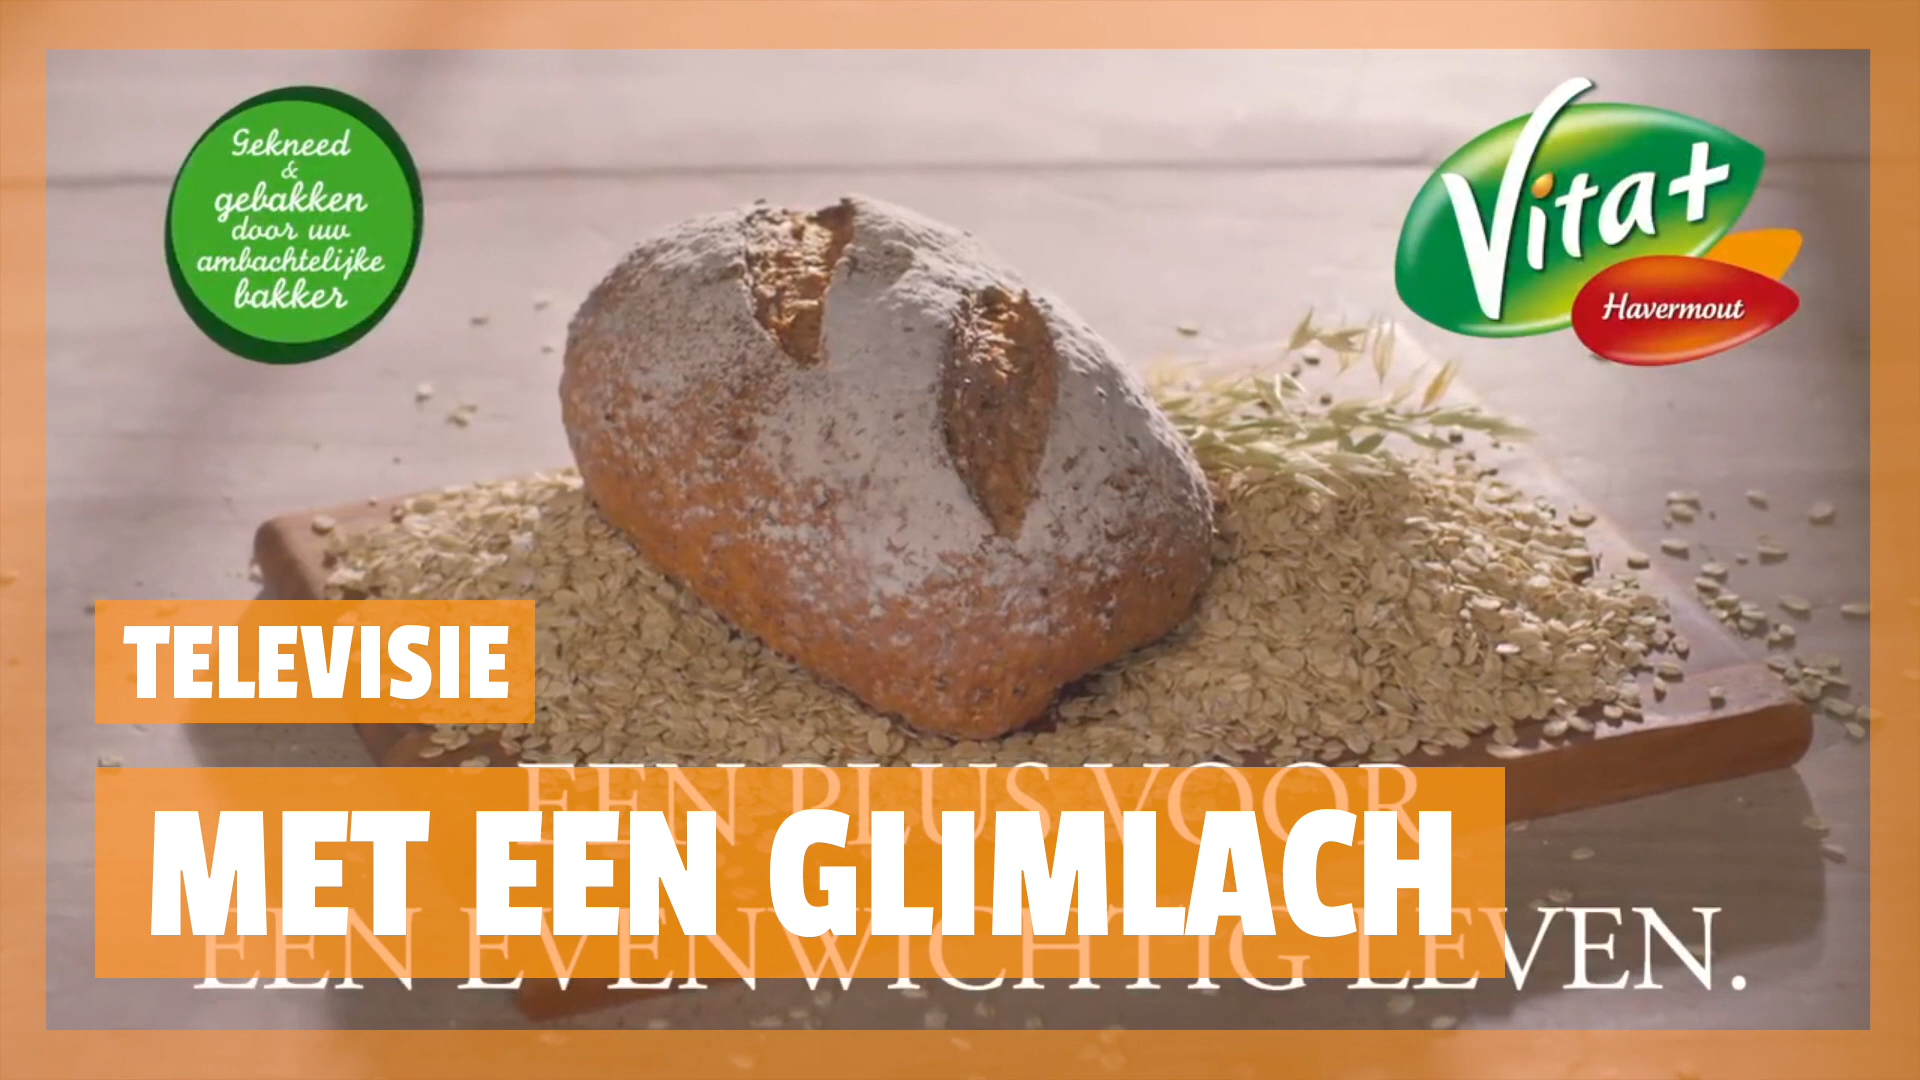 Gekneed
&
gebakken
door uw
ambachtelijke
bakker
Vita+
Havermout
TELEVISIE
EEN PLUS VOOR
MET EEN GLIMLACH
EEN EVENWICHTIG LEVEN.